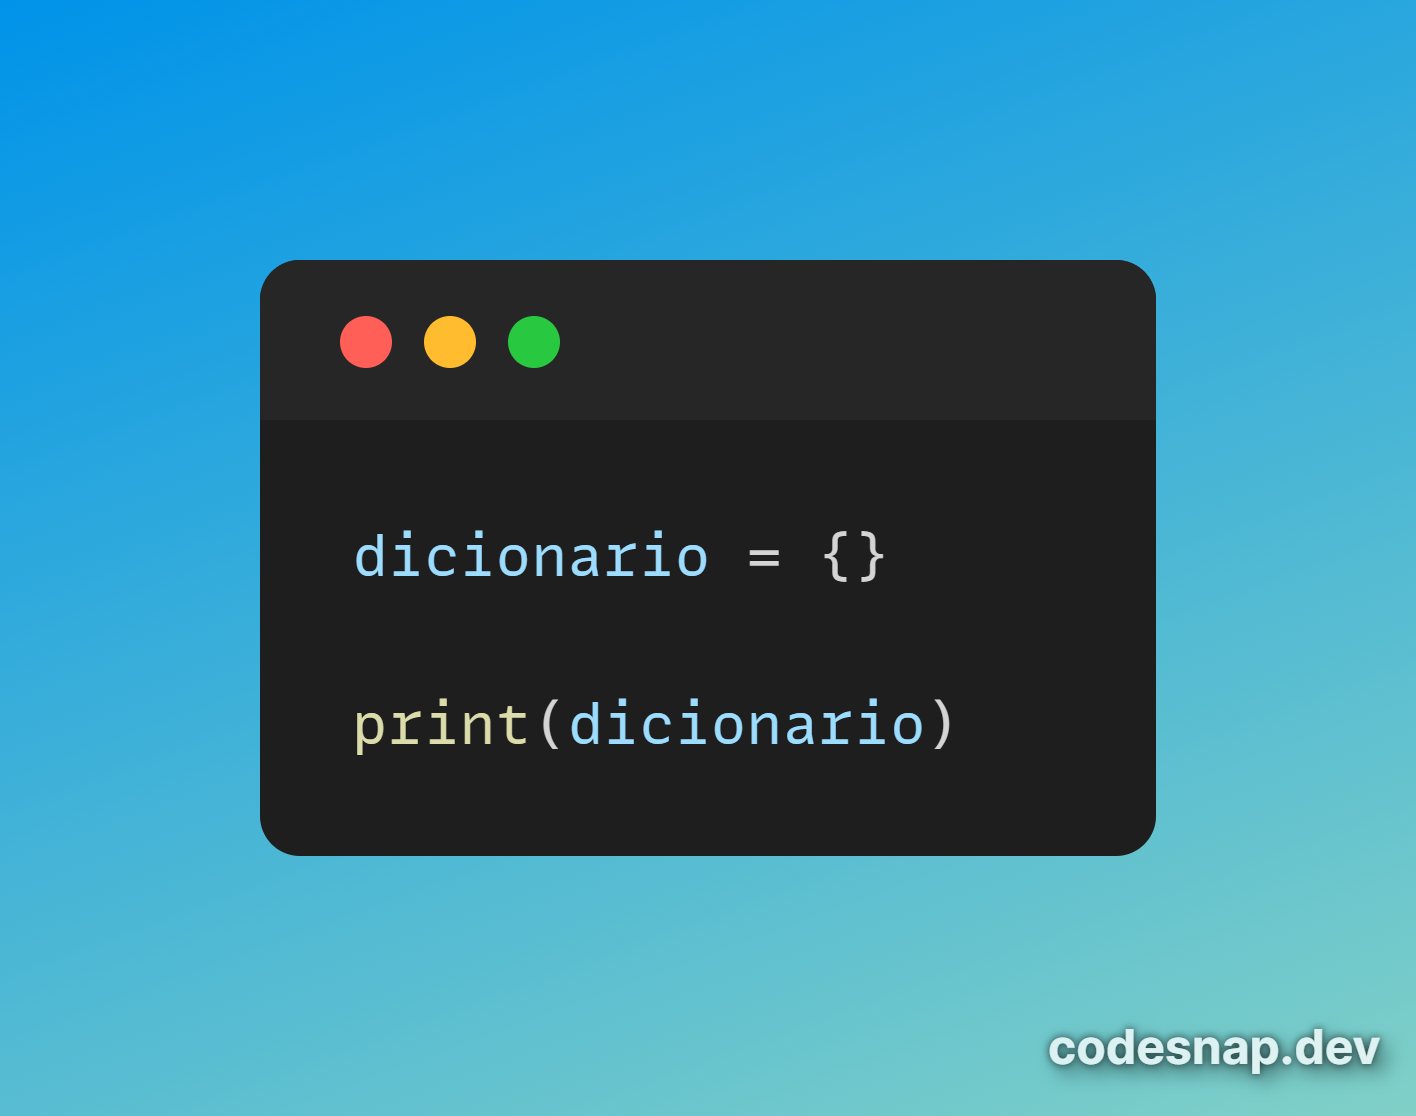 dicionario = {}
print(dicionario)
codesnap.dev